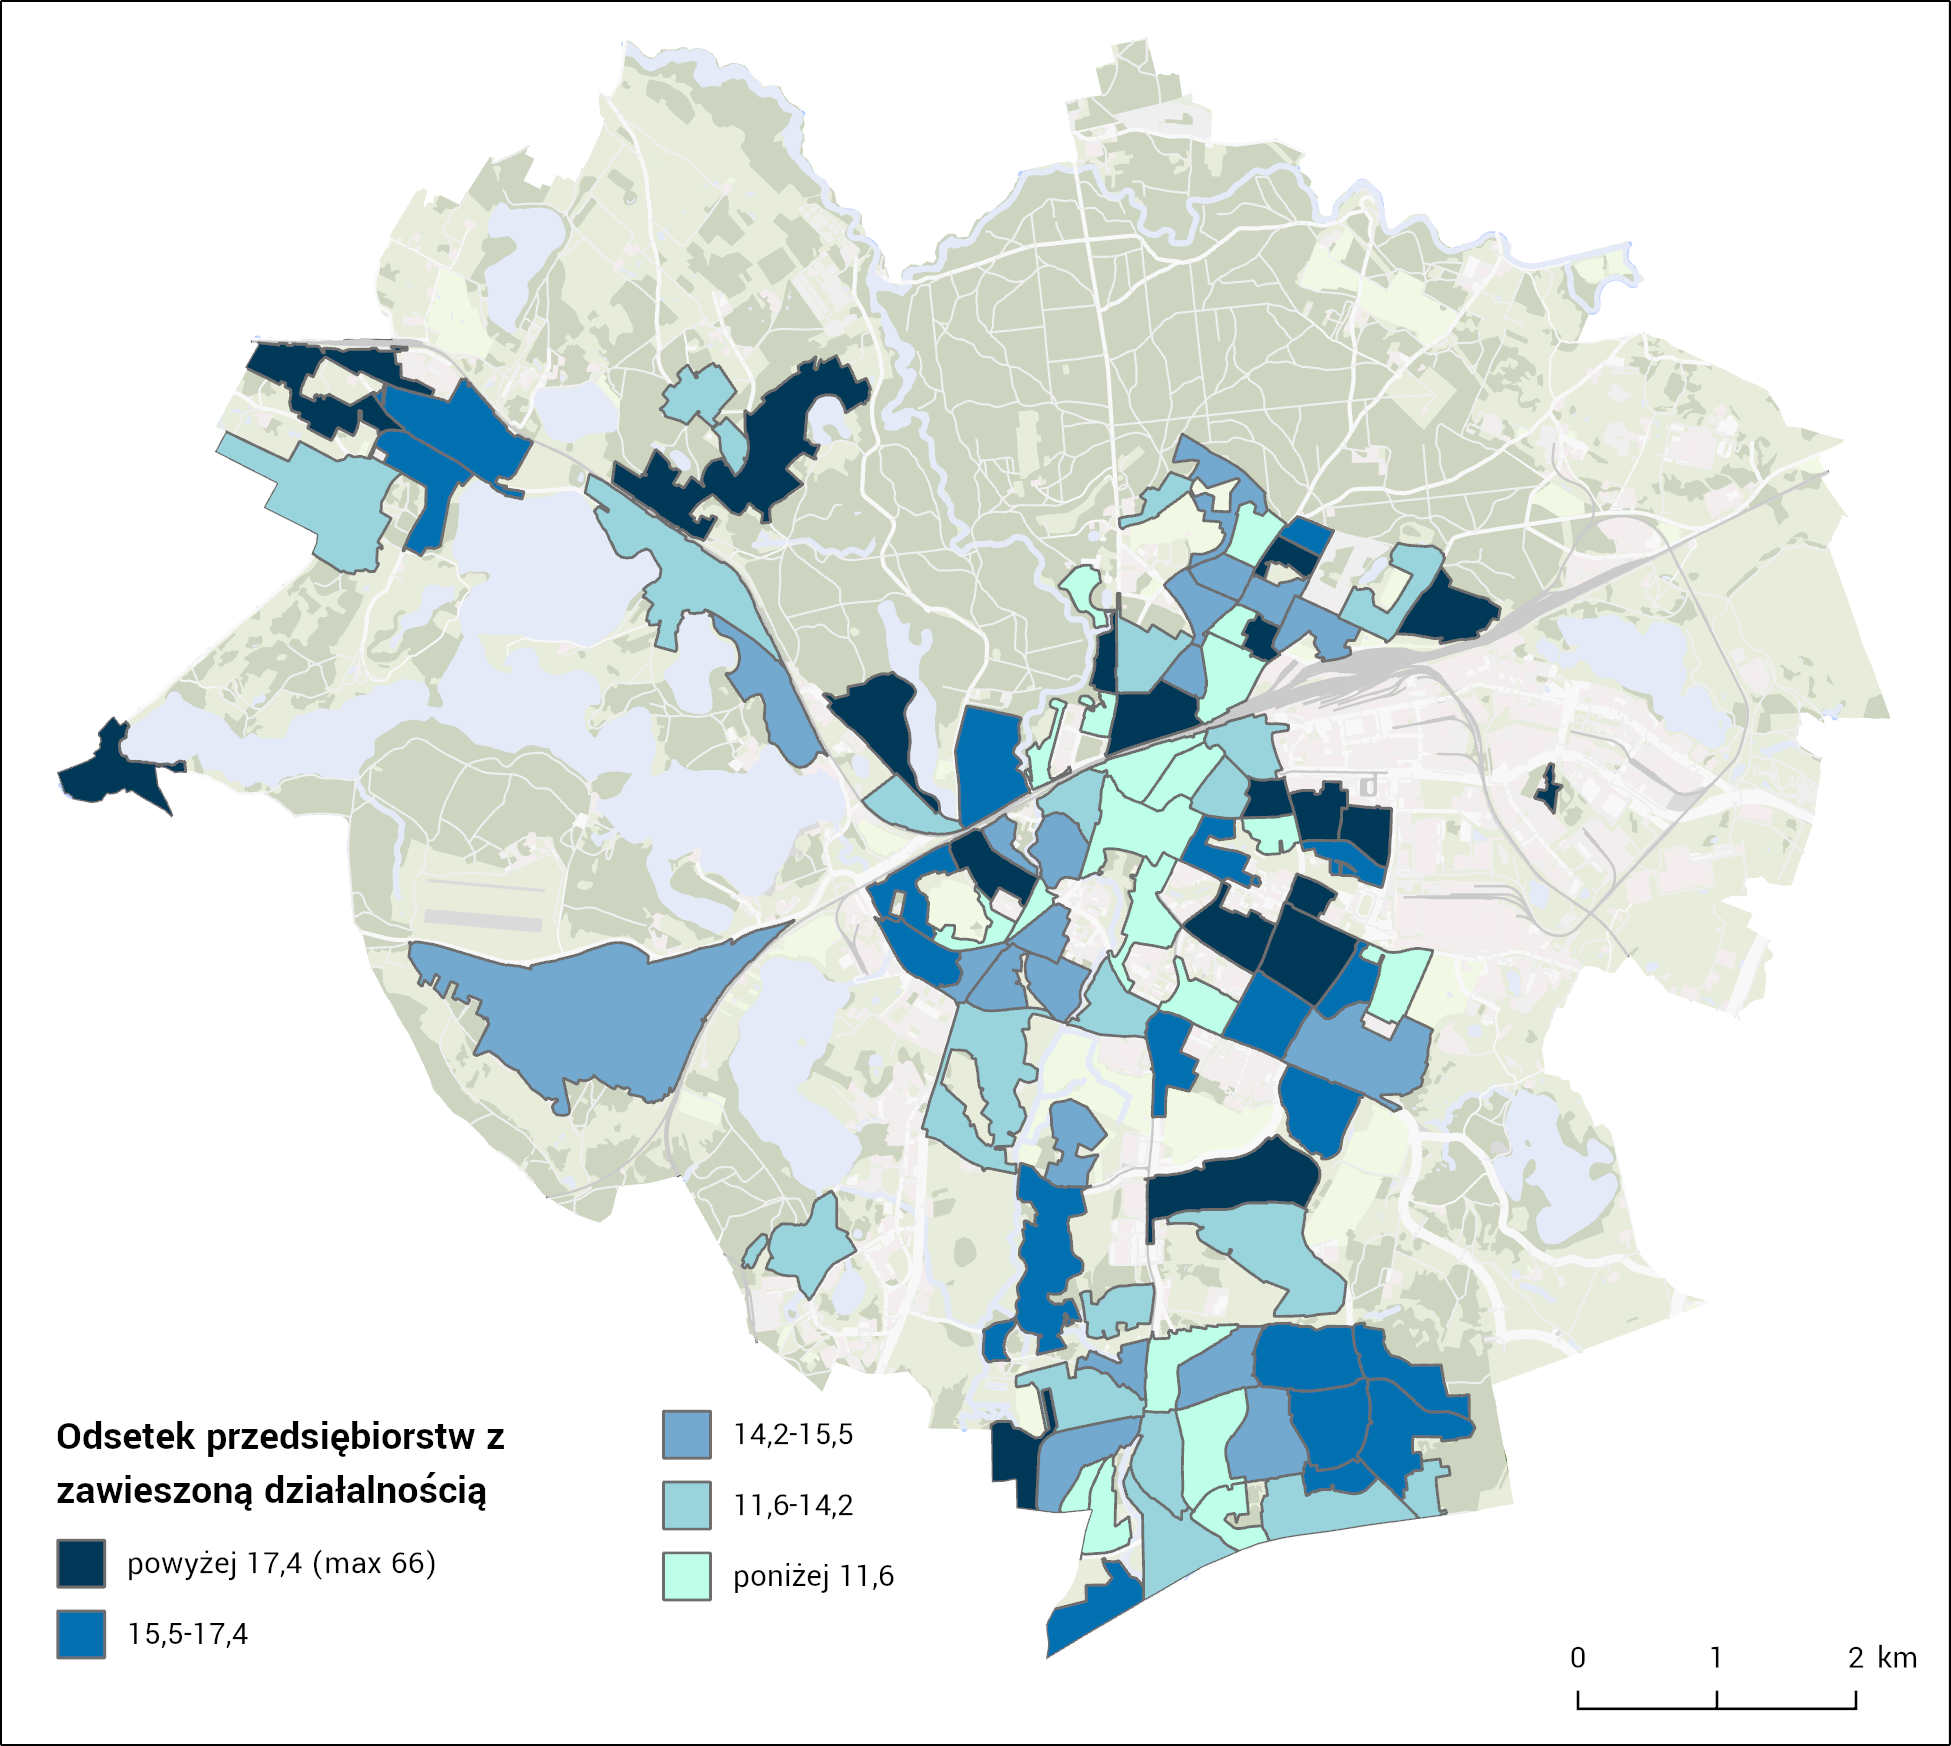 Odsetek przedsiębiorstw z
zawieszoną działalnością
powyżej 17,4 (max 66)
15,5-17,4
14,2-15,5
11,6-14,2
poniżej 11,6
0 1 2 km